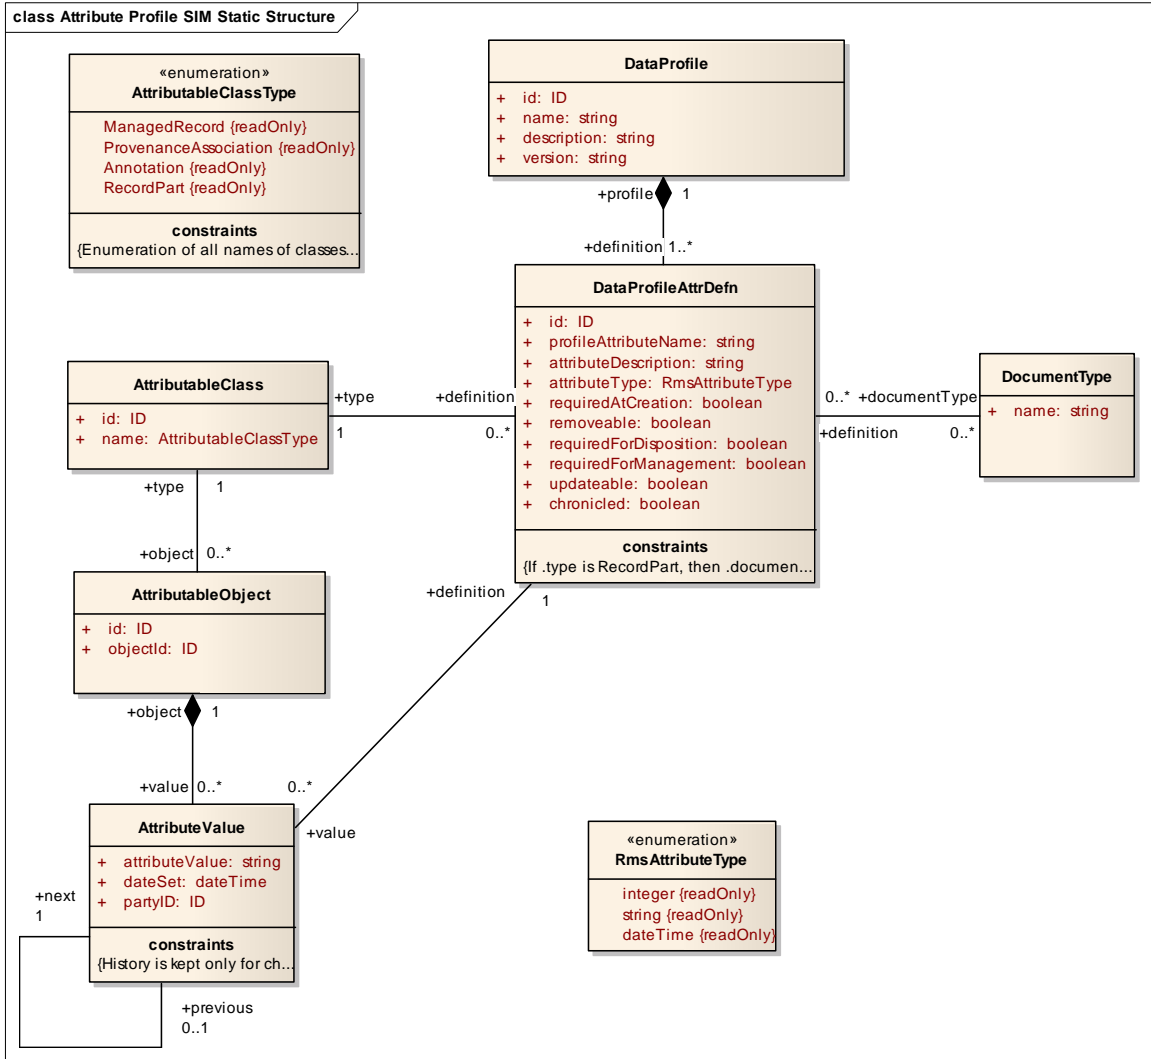 class Attribute Profile SIM Static Structure
«enumeration»
AttributableClassType
ManagedRecord {readOnly}
ProvenanceAssociation {readOnly}
Annotation {readOnly}
RecordPart {readOnly}
constraints
{Enumeration of all names of classes...
DataProfile
+ id: ID
+ name: string
+ description: string
+ version: string
+profile 1
+definition 1..*
DataProfileAttrDefn
+ id: ID
+ profileAttributeName: string
+ attributeDescription: string
+ attributeType: RmsAttributeType
+ requiredAtCreation: boolean
+ removeable: boolean
+ requiredForDisposition: boolean
+ requiredForManagement: boolean
+ updateable: boolean
+ chronicled: boolean
constraints
{If .type is RecordPart, then .documen...
AttributableClass
+ id: ID
+ name: AttributableClassType
+type
1
+definition
0..*
0..* +documentType
+definition 0..*
DocumentType
+ name: string
+type 1
+object 0..*
AttributableObject
+ id: ID
+ objectId: ID
+object 1
+value 0..*
+definition
1
0..*
+value
AttributeValue
+ attributeValue: string
+ dateSet: dateTime
+ partyID: ID
constraints
{History is kept only for ch...
+next
1
+previous
0..1
«enumeration»
RmsAttributeType
integer {readOnly}
string {readOnly}
dateTime {readOnly}